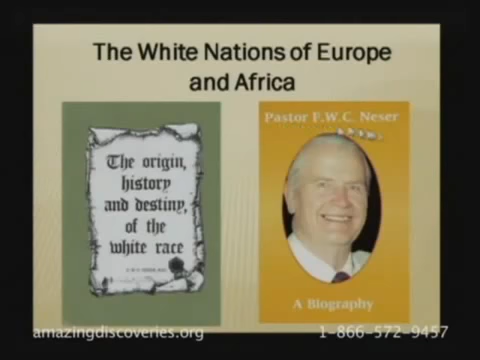 The White Nations of Europe
and Africa
The origin,
history
and destiny,
of the
white race
Pastor F.W.C. Neser
A Biography
amazingdiscoveries.org
1-866-572-9457